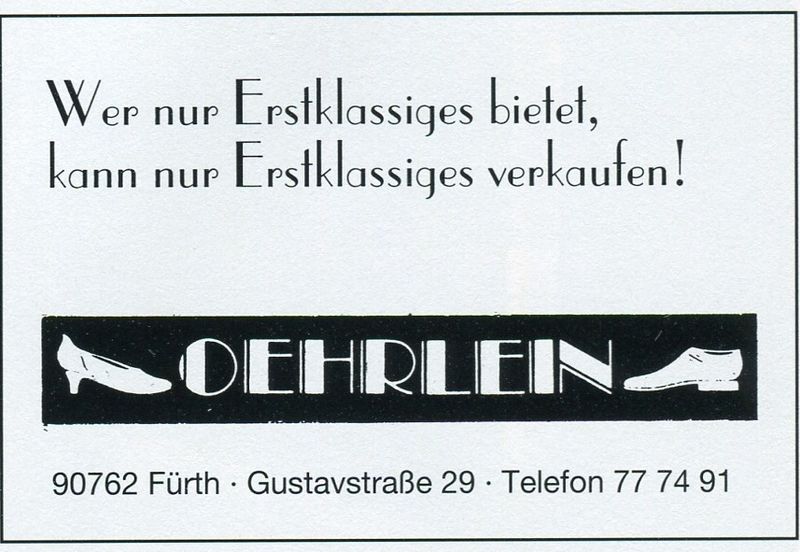 Wer nur Erstklassiges bietet,
kann nur Erstklassiges verkaufen!
OEHRLEIN
90762 Fürth · Gustavstraße 29 · Telefon 77 74 91